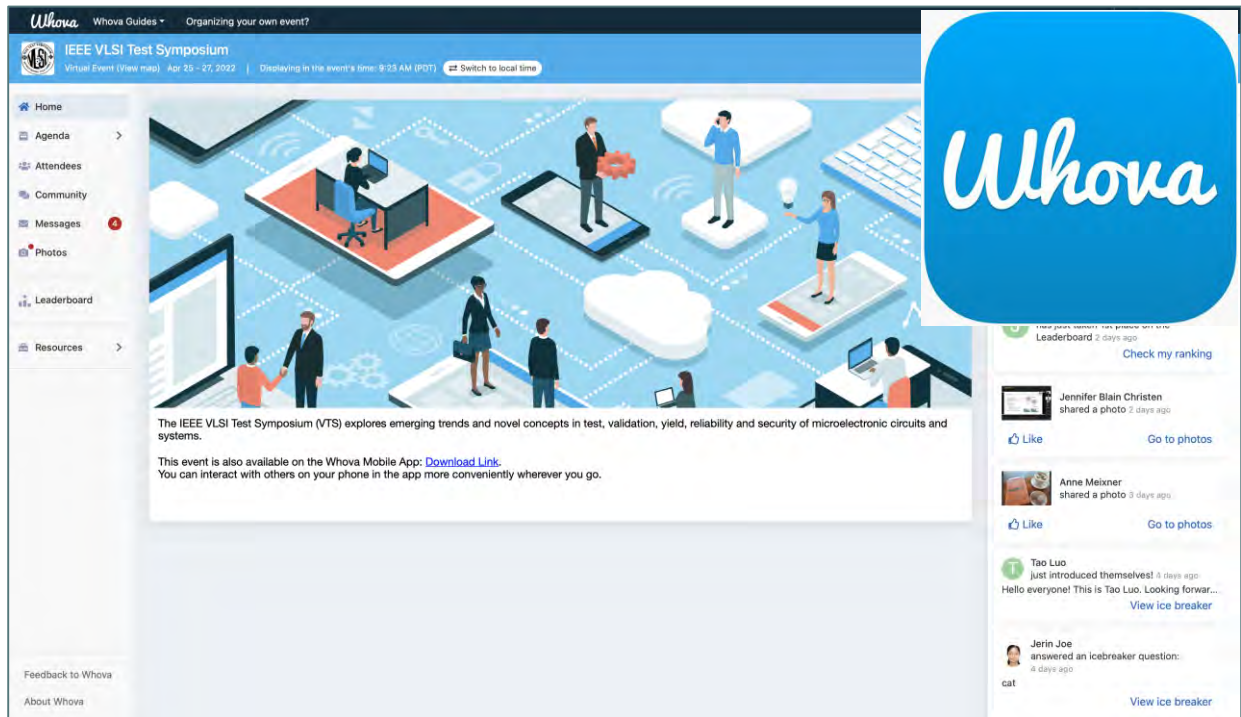 Whova Whova Guides Organizing your own event?
IEEE VLSI Test Symposium
Virtual Event (View map) Apr 25 - 27, 2022 | Displaying in the event's time: 9:23 AM (PDT) Switch to local time
Whova
Home
Agenda
Attendees
Community
Messages 4
Photos
Leaderboard
Resources
Feedback to Whova
About Whova
The IEEE VLSI Test Symposium (VTS) explores emerging trends and novel concepts in test, validation, yield, reliability and security of microelectronic circuits and
systems.
This event is also available on the Whova Mobile App: Download Link.
You can interact with others on your phone in the app more conveniently wherever you go.
has just taken 1st place on the
Leaderboard 2 days ago
Check my ranking
Jennifer Blain Christen
shared a photo 2 days ago
Like Go to photos
Anne Meixner
shared a photo 3 days ago
Like Go to photos
T Tao Luo
just introduced themselves! 4 days ago
Hello everyone! This is Tao Luo. Looking forwar...
View ice breaker
Jerin Joe
answered an icebreaker question:
4 days ago
cat
View ice breaker